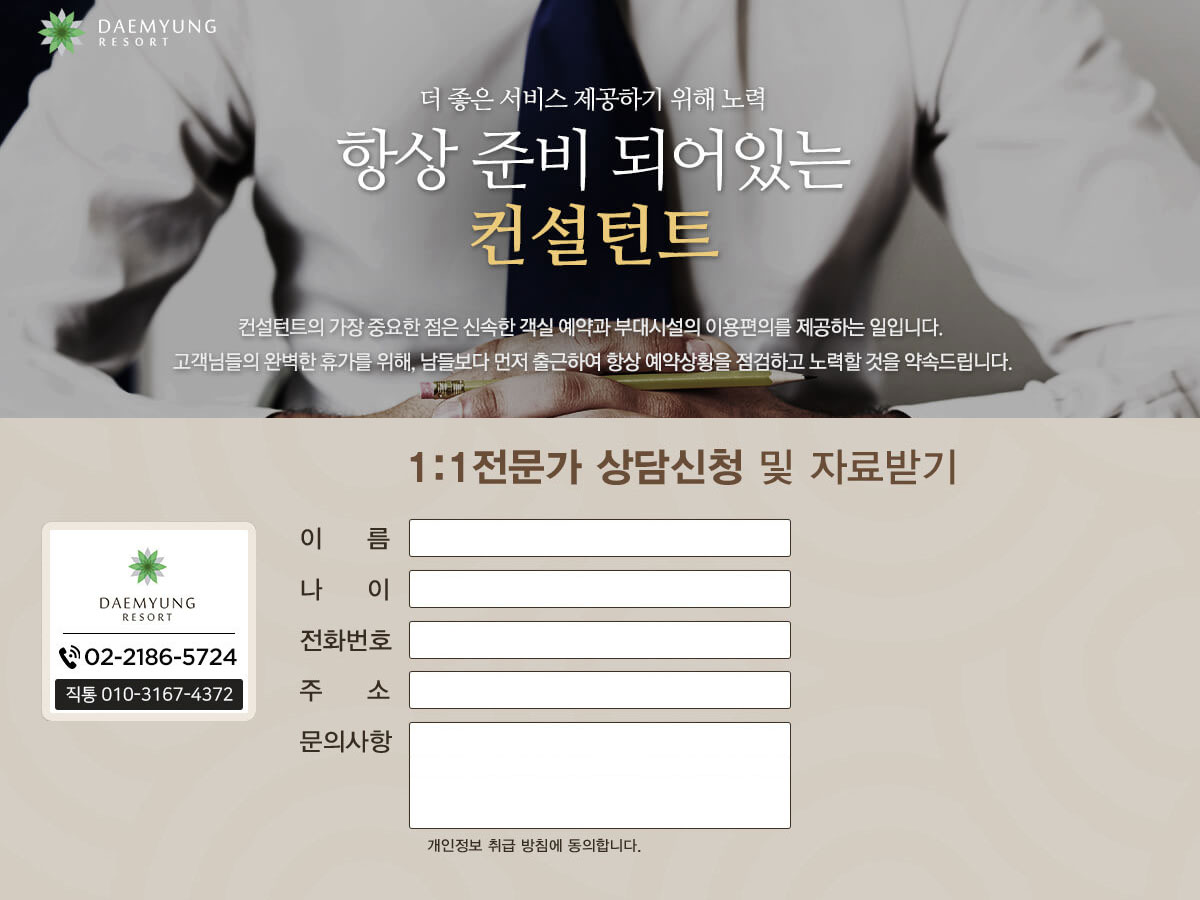 DAEMYUNG
RESORT
더 좋은 서비스 제공하기 위해 노력
항상 준비 되어있는
컨설턴트
컨설턴트의 가장 중요한 점은 신속한 객실 예약과 부대시설의 이용편의를 제공하는 일입니다.
고객님들의 완벽한 휴가를 위해, 남들보다 먼저 출근하여 항상 예약상황을 점검하고 노력할 것을 약속드립니다.
1:1전문가 상담신청 및 자료받기
DAEMYUNG
RESORT
02-2186-5724
직통 010-3167-4372
이 름
나 이
전화번호
주 소
문의사항
개인정보 취급 방침에 동의합니다.